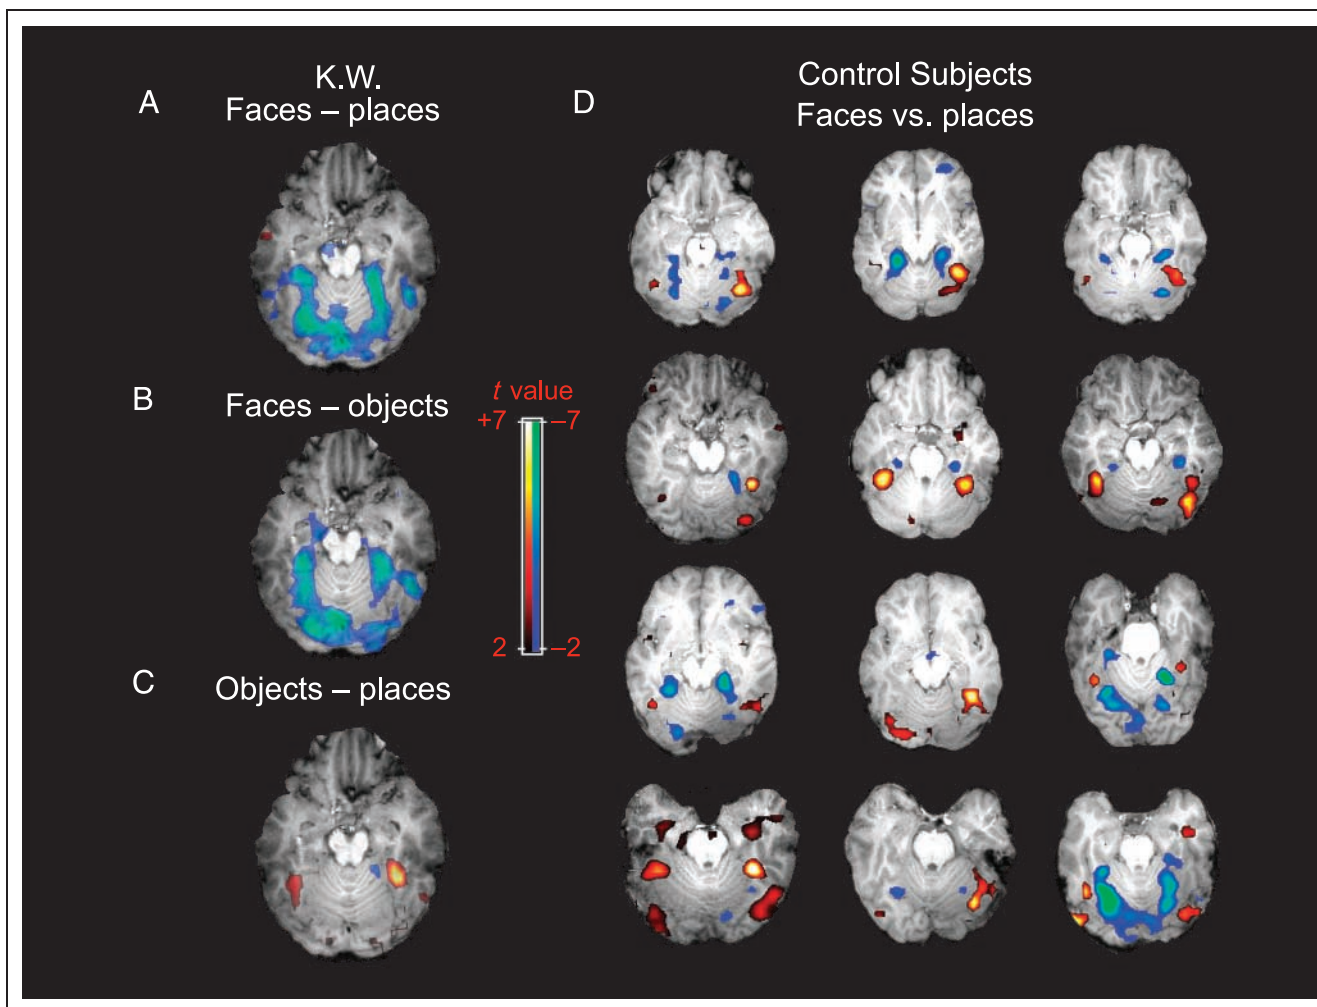 K.W.
A
Faces – places
D
Control Subjects
Faces vs. places
B
Faces – objects
t value
+7
–7
2
–2
C
Objects – places